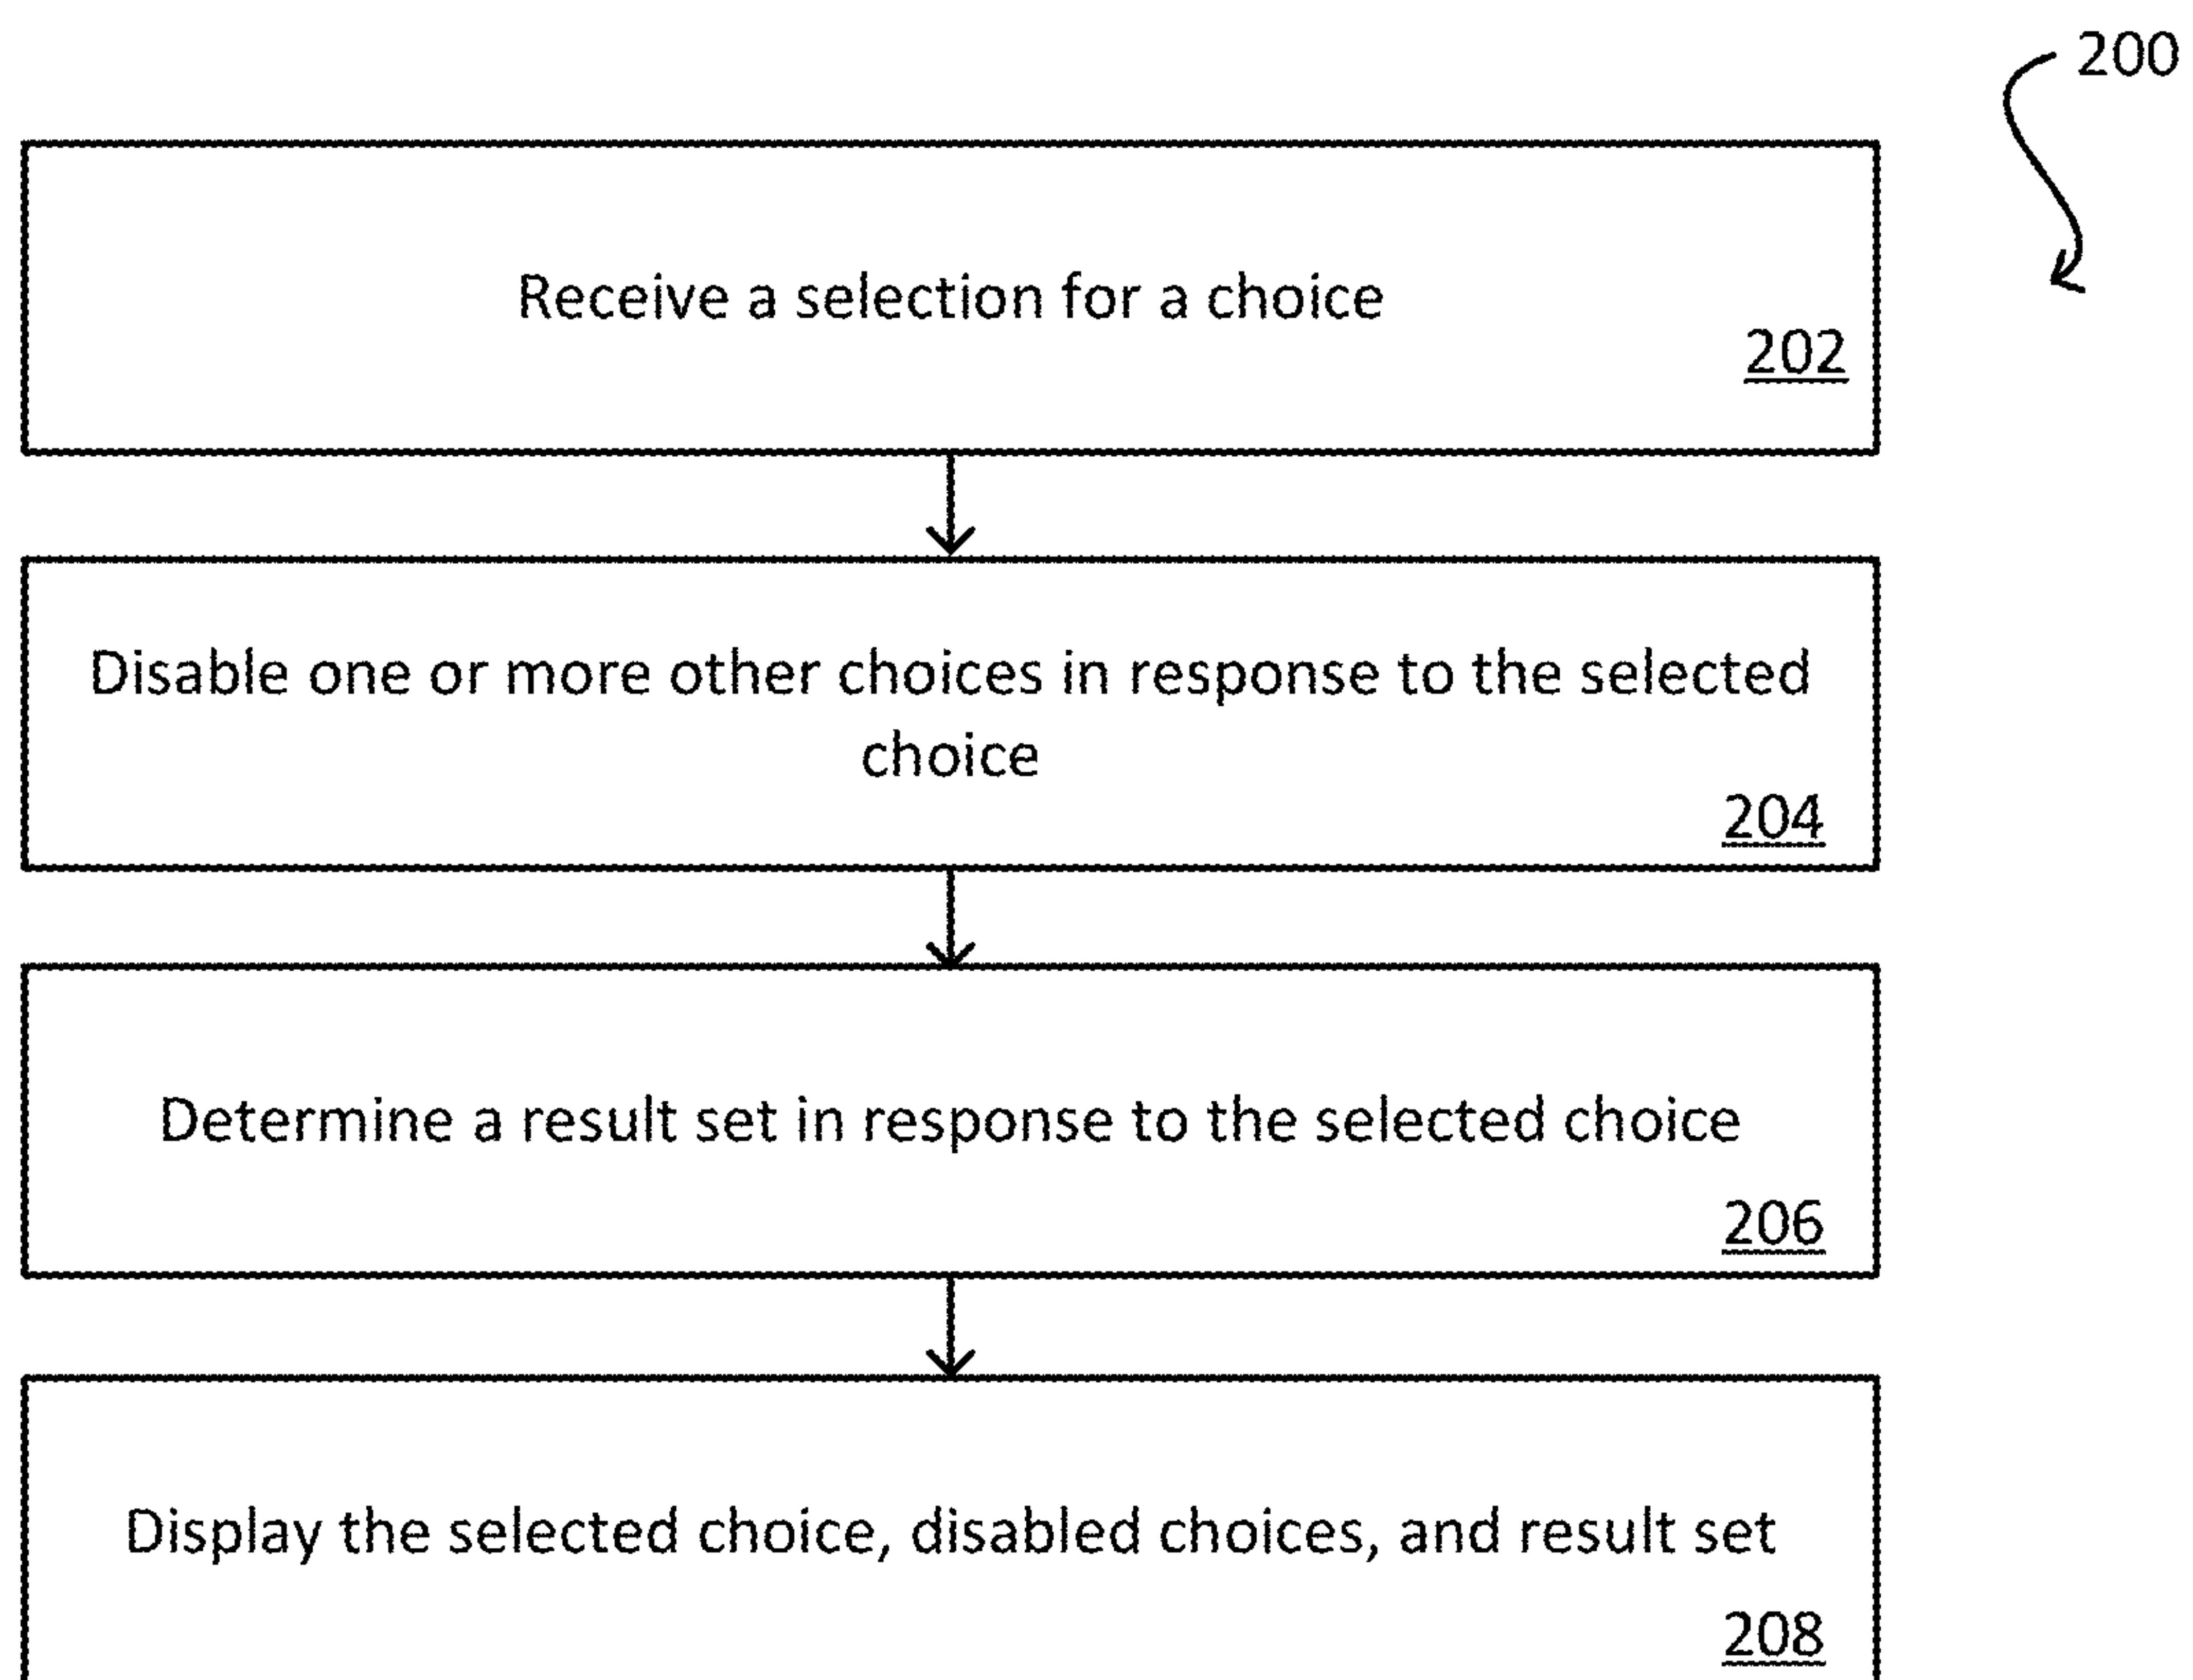 200
Receive a selection for a choice
202
Disable one or more other choices in response to the selected
choice
204
Determine a result set in response to the selected choice
206
Display the selected choice, disabled choices, and result set
208